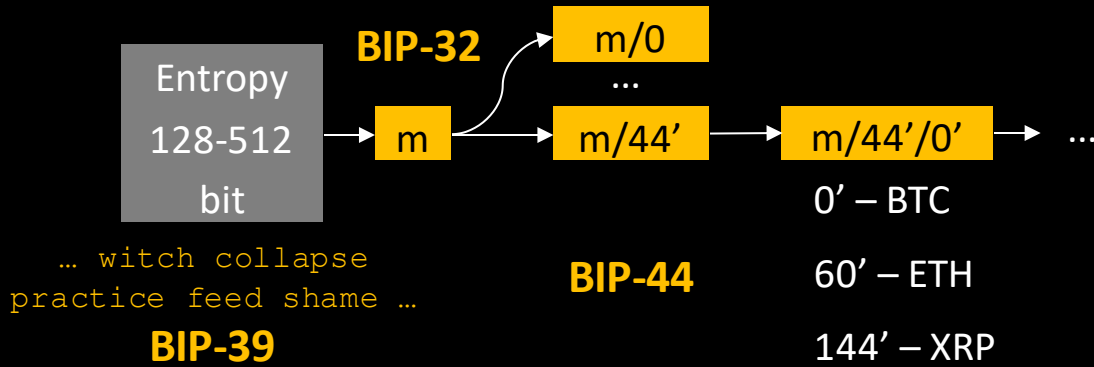 BIP-32
m/0
...
Entropy
128-512
bit
m
m/44’
m/44’/0’
...
0’ – BTC
60’ – ETH
144’ – XRP
BIP-44
… witch collapse
practice feed shame …
BIP-39